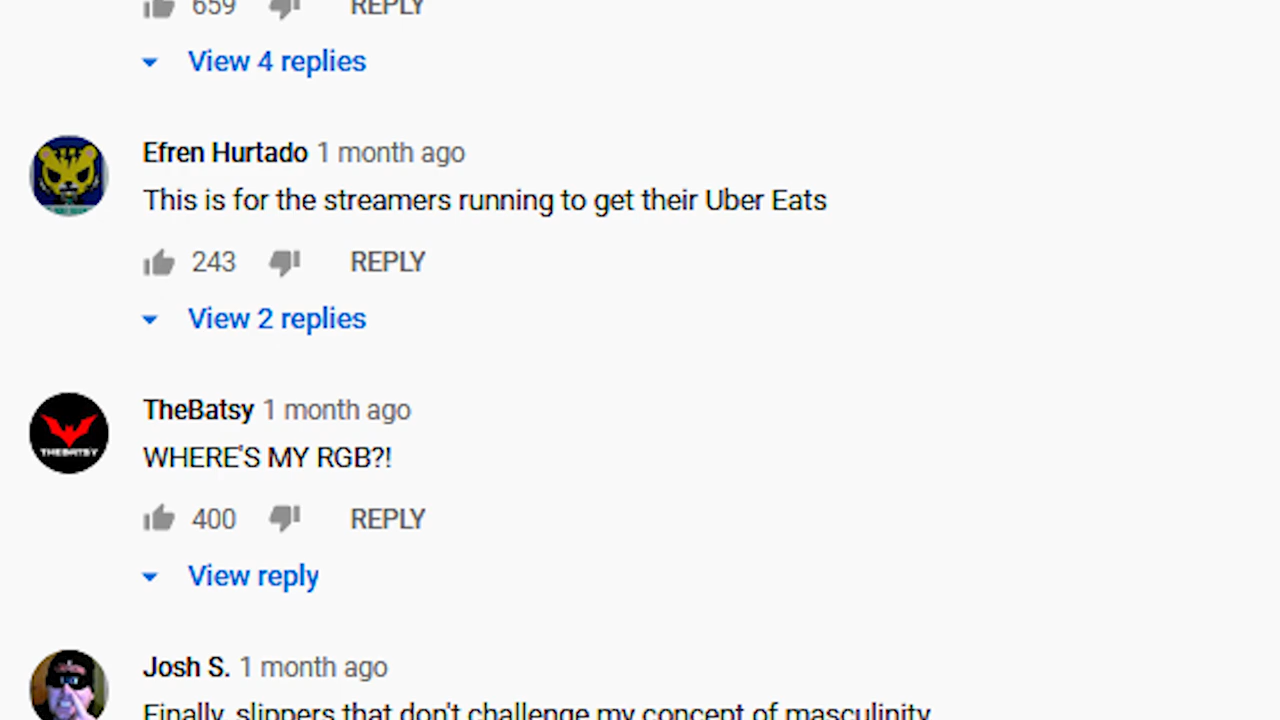 659 REPLY
View 4 replies
Efren Hurtado 1 month ago
This is for the streamers running to get their Uber Eats
243 REPLY
View 2 replies
THEBATSY
TheBatsy 1 month ago
WHERE'S MY RGB?!
400 REPLY
View reply
Josh S. 1 month ago
Finally, slippers that don't challenge my concept of masculinity